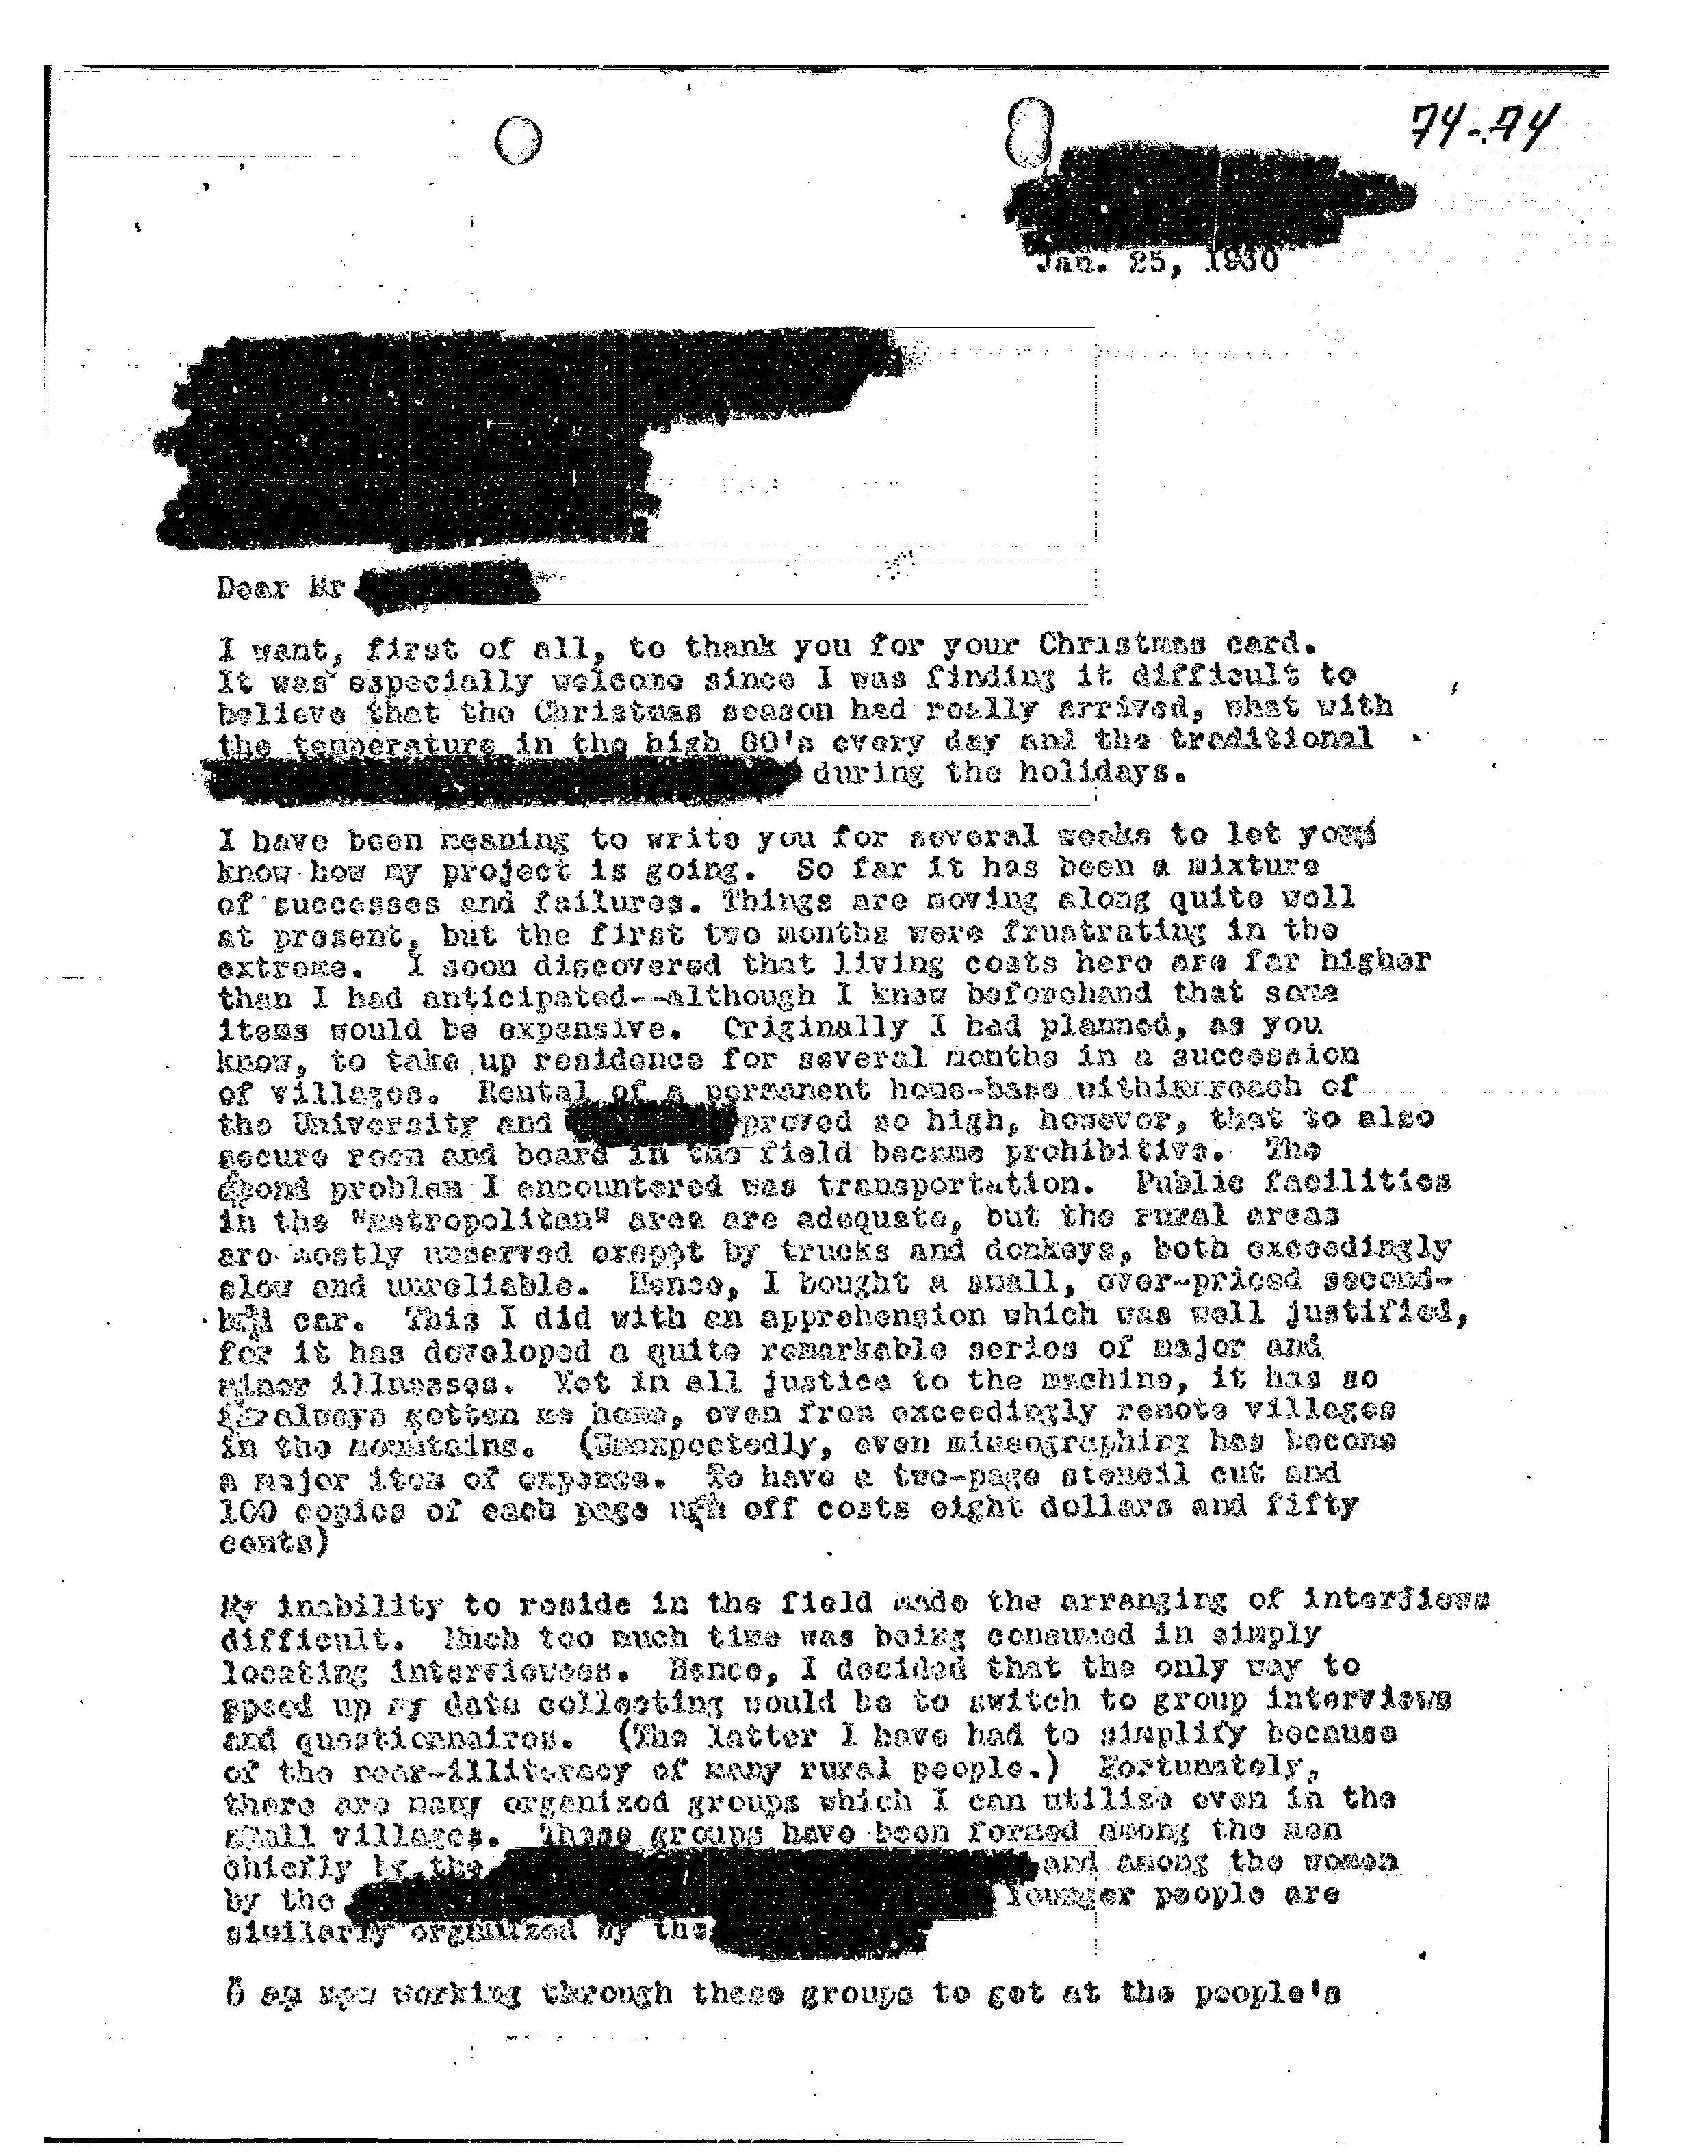 74-74
Jan. 25, 1930
Dear Mr
I want, first of all, to thank you for your Christmas card.
It was especially welcome since I was finding it difficult to
believe that the Christmas season had really arrived, what with
the temperature in the high 80's every day and the traditional
during the holidays.
I have been meaning to write you for several weeks to let you
know how my project is going. So far it has been a mixture
of successes and failures. Things are moving along quite well
at present, but the first two months were frustrating in the
extreme. I soon discovered that living costs here are far higher
than I had anticipated--although I knew beforehand that some
items would be expensive. Originally I had planned, as you
know, to take up residence for several months in a succession
of villages. Rental of a permanent home-base within reach of
the University and proved so high, however, that to also
secure room and board in the field became prohibitive. The
problem I encountered was transportation. Public facilities
in the "metropolitan" area are adequate, but the rural areas
are mostly unserved except by trucks and donkeys, both exceedingly
slow and unreliable. Hence, I bought a small, over-priced second-
car. This I did with an apprehension which was well justified,
for it has developed a quite remarkable series of major and
minor illnesses. Yet in all justice to the machine, it has so
far always gotten me home, even from exceedingly remote villages
in the mountains. (Unexpectedly, even mimeographing has become
a major item of expense. To have a two-page stencil cut and
100 copies of each page off costs eight dollars and fifty
cents)
My inability to reside in the field made the arranging of interviews
difficult. Much too much time was being consumed in simply
locating interviewees. Hence, I decided that the only way to
speed up my data collecting would be to switch to group interviews
and questionnaires. (The latter I have had to simplify because
of the near-illiteracy of many rural people.) Fortunately,
there are many organized groups which I can utilize even in the
small villages. These groups have been formed among the men
chiefly by the and among the women
by the Younger people are
similarly organized by the
am now working through these groups to get at the people's